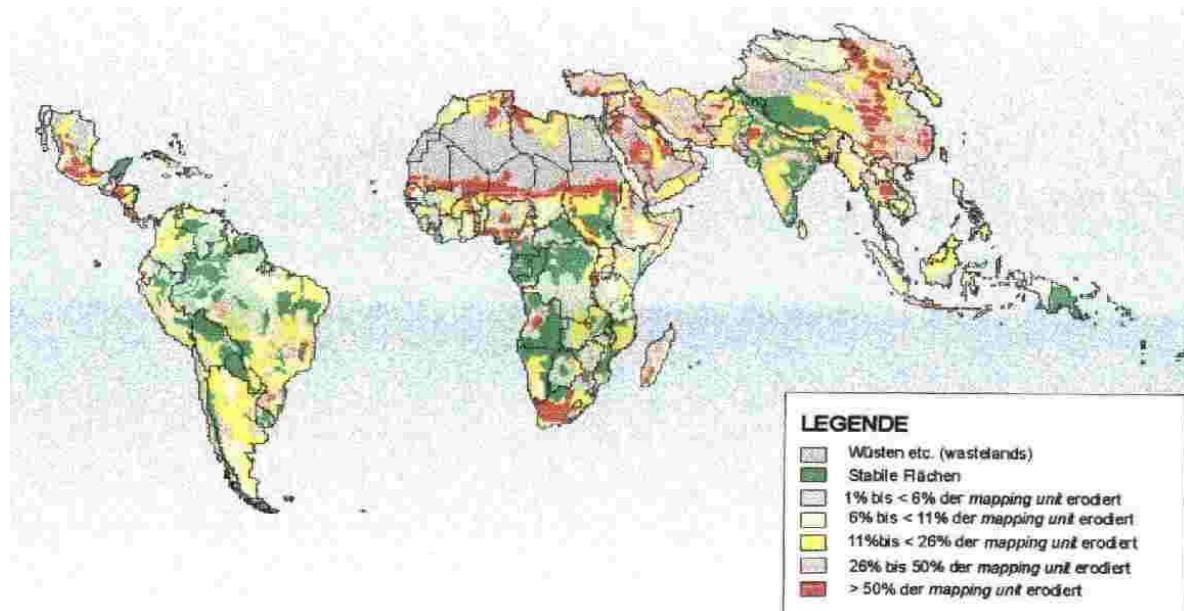 LEGENDE
Wüsten etc. (wastelands)
Stabile Flächen
1% bis < 6% der mapping unit erodiert
6% bis < 11% der mapping unit erodiert
11%bis < 26% der mapping unit erodiert
26% bis 50% der mapping unit erodiert
> 50% der mapping unit erodiert